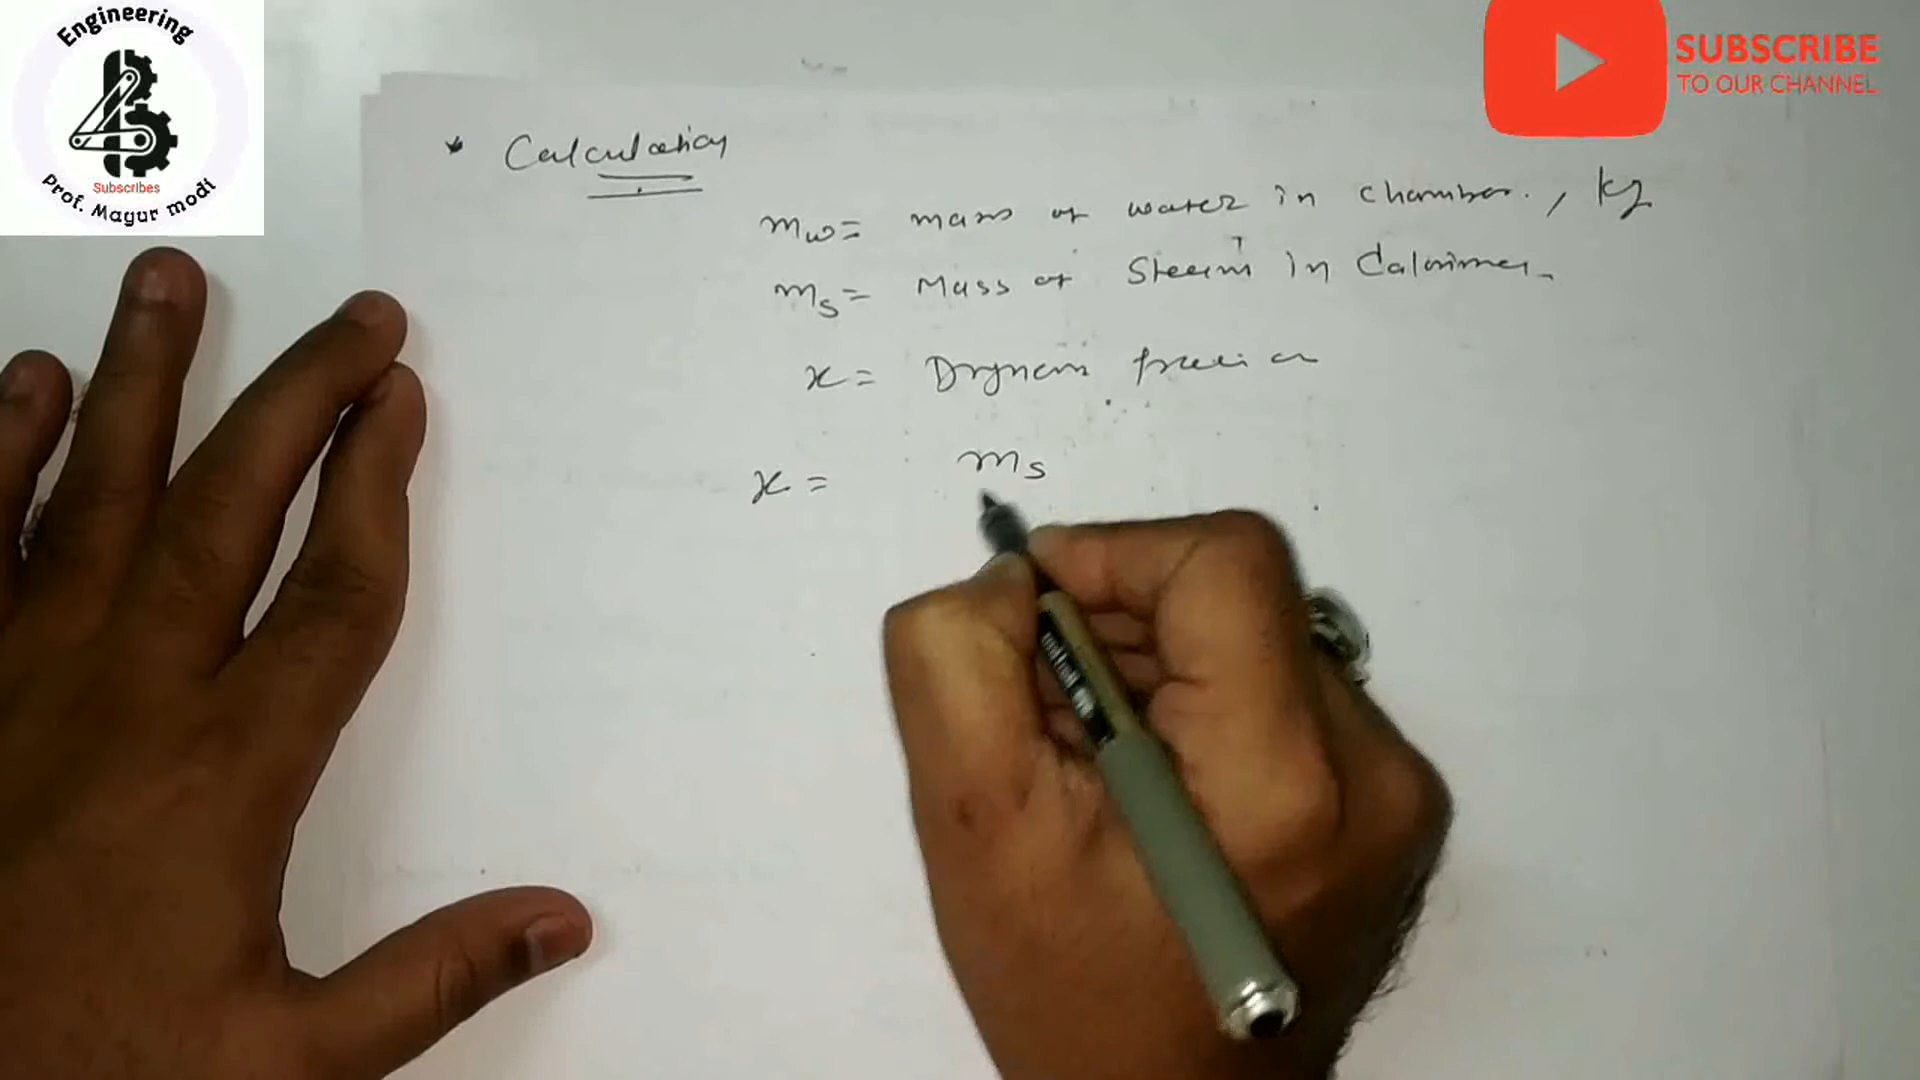 Engineering
Subscribes
Prof. Mayur modi
SUBSCRIBE
TO OUR CHANNEL
* Calculation
mw = mass of water in chamber., kg
ms = Mass of Steam in Calorimer
x = Dryness fraction
x = ms